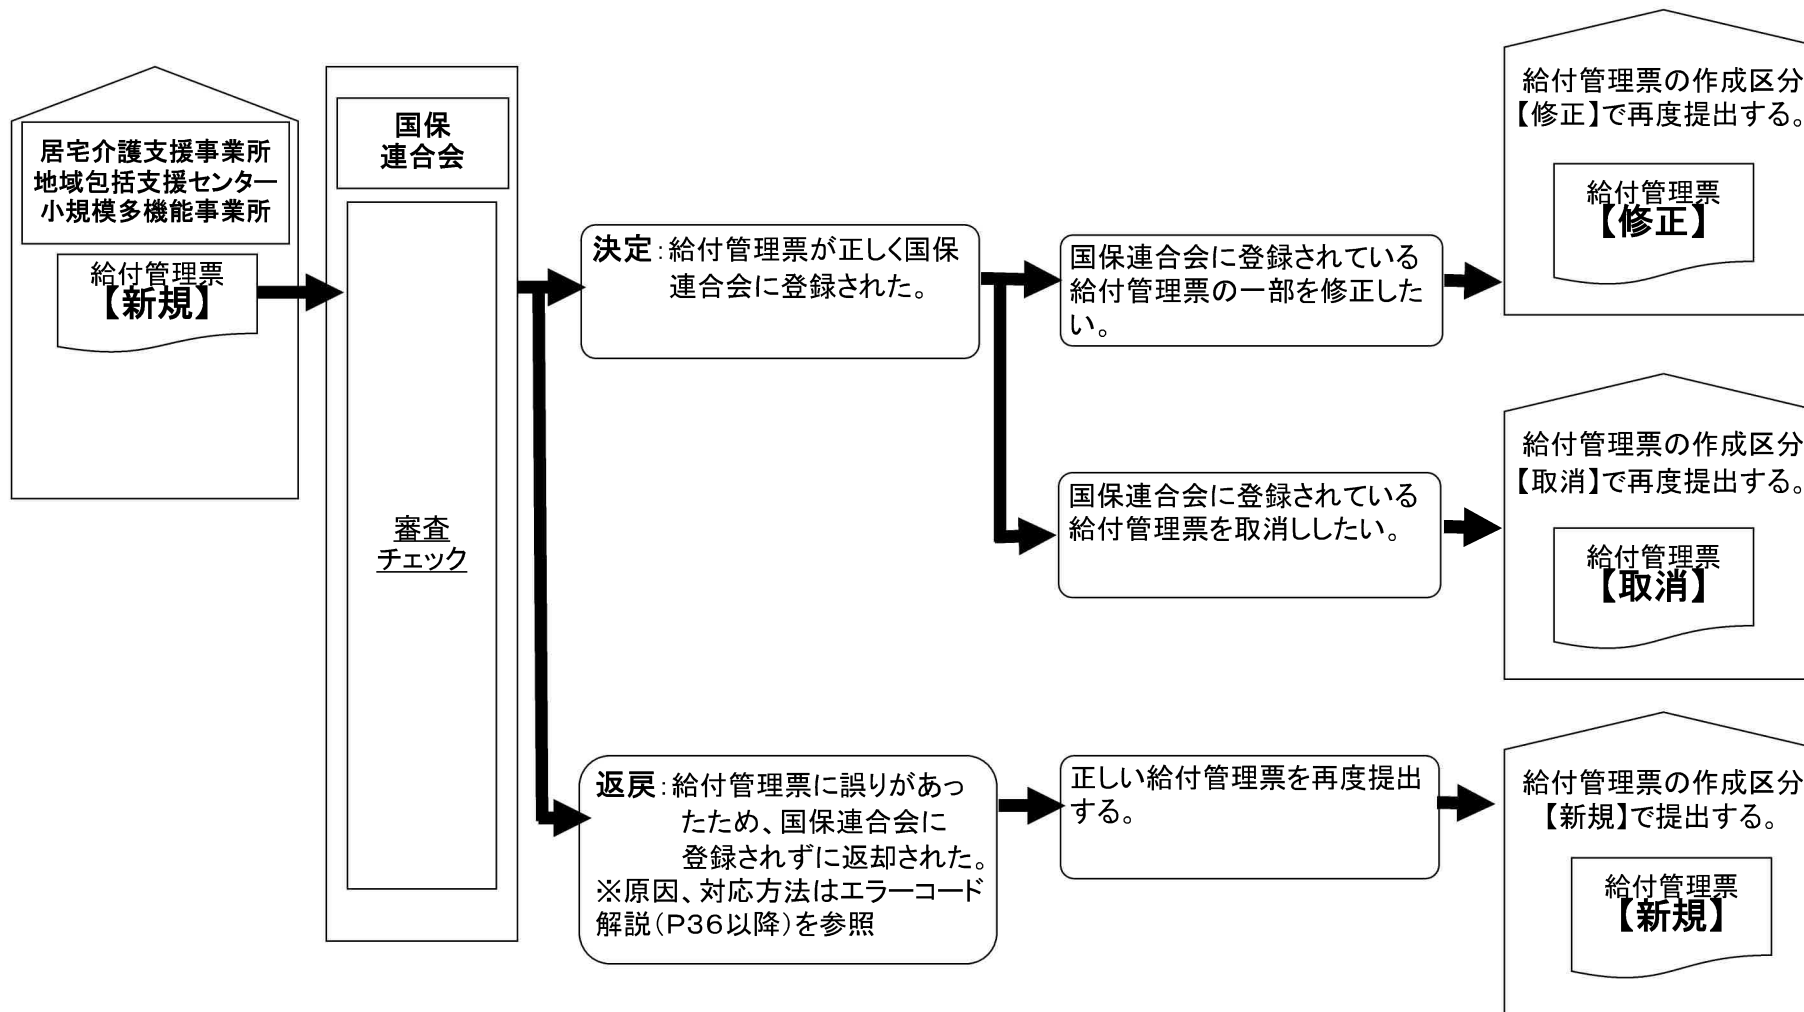 居宅介護支援事業所
地域包括支援センター
小規模多機能事業所
給付管理票
【新規】
国保
連合会
審査
チェック
決定：給付管理票が正しく国保
連合会に登録された。
国保連合会に登録されている
給付管理票の一部を修正した
い。
給付管理票の作成区分
【修正】で再度提出する。
給付管理票
【修正】
国保連合会に登録されている
給付管理票を取消ししたい。
給付管理票の作成区分
【取消】で再度提出する。
給付管理票
【取消】
返戻：給付管理票に誤りがあっ
たため、国保連合会に
登録されずに返却された。
※原因、対応方法はエラーコード
解説（P36以降）を参照
正しい給付管理票を再度提出
する。
給付管理票の作成区分
【新規】で提出する。
給付管理票
【新規】